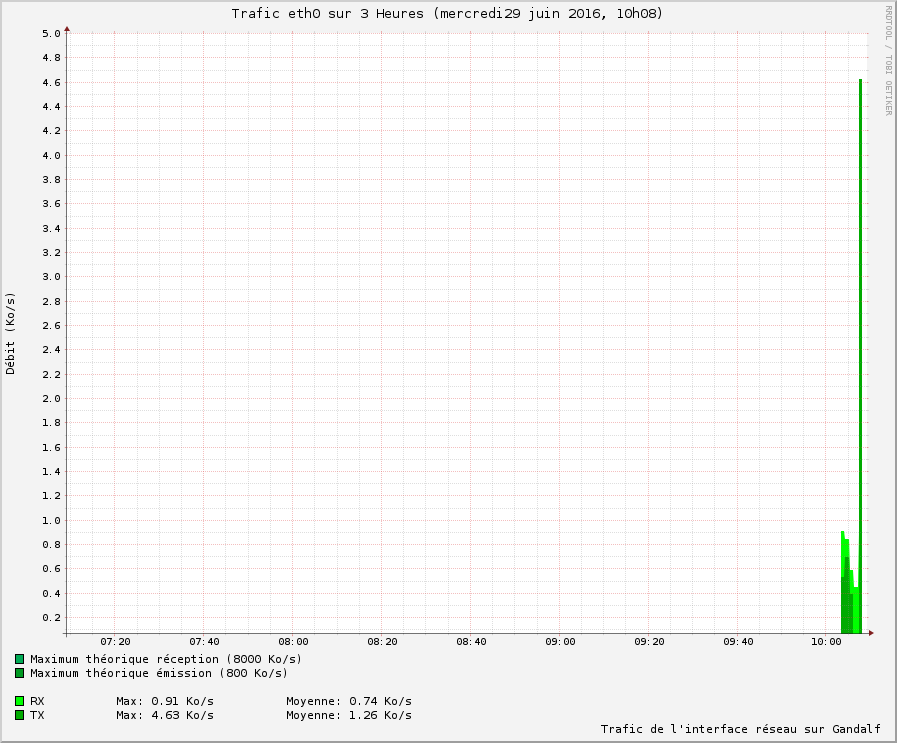 Trafic eth0 sur 3 Heures (mercredi29 juin 2016, 10h08)
RRDTOOL / TOBI OETIKER
Débit (Ko/s)
5.0
4.8
4.6
4.4
4.2
4.0
3.8
3.6
3.4
3.2
3.0
2.8
2.6
2.4
2.2
2.0
1.8
1.6
1.4
1.2
1.0
0.8
0.6
0.4
0.2
07:20 07:40 08:00 08:20 08:40 09:00 09:20 09:40 10:00
Maximum théorique réception (8000 Ko/s)
Maximum théorique émission (800 Ko/s)
RX Max: 0.91 Ko/s Moyenne: 0.74 Ko/s
TX Max: 4.63 Ko/s Moyenne: 1.26 Ko/s
Trafic de l'interface réseau sur Gandalf